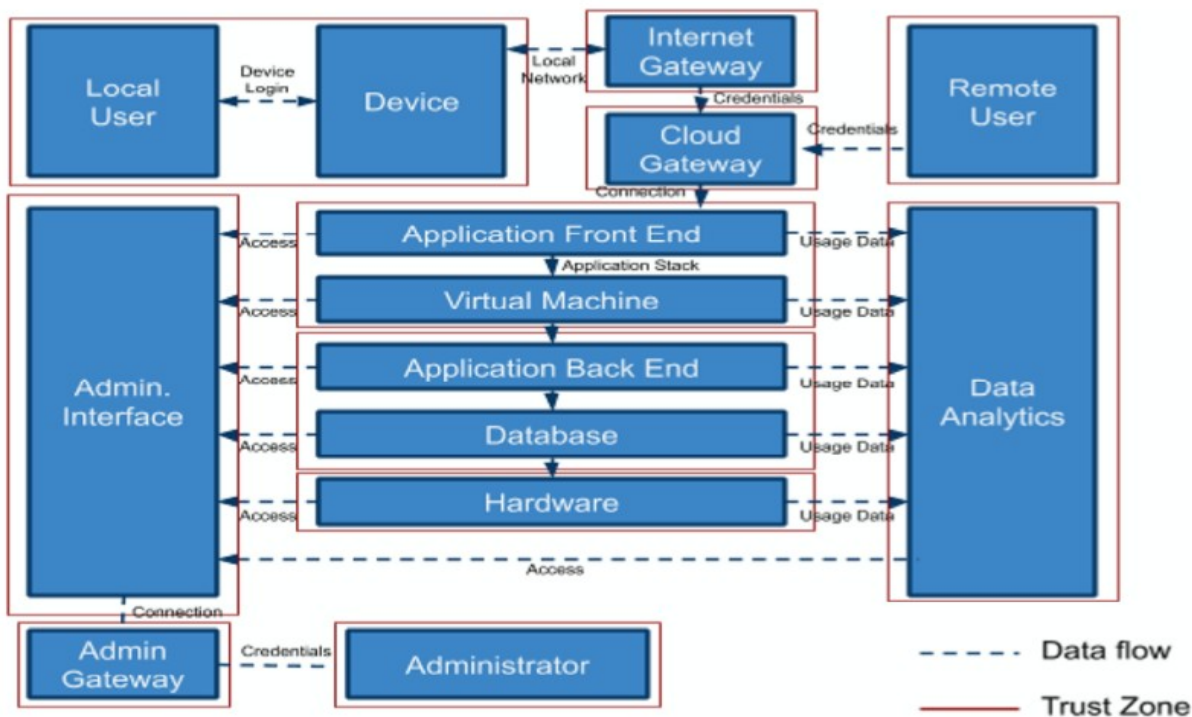 Local
User
Device
Login
Device
Local
Network
Internet
Gateway
Credentials
Cloud
Gateway
Credentials
Remote
User
Connection
Admin.
Interface
Access
Application Front End
Usage Data
Application Stack
Access
Virtual Machine
Usage Data
Access
Application Back End
Usage Data
Access
Database
Usage Data
Access
Hardware
Usage Data
Data
Analytics
Access
Connection
Admin
Gateway
Credentials
Administrator
Data flow
Trust Zone